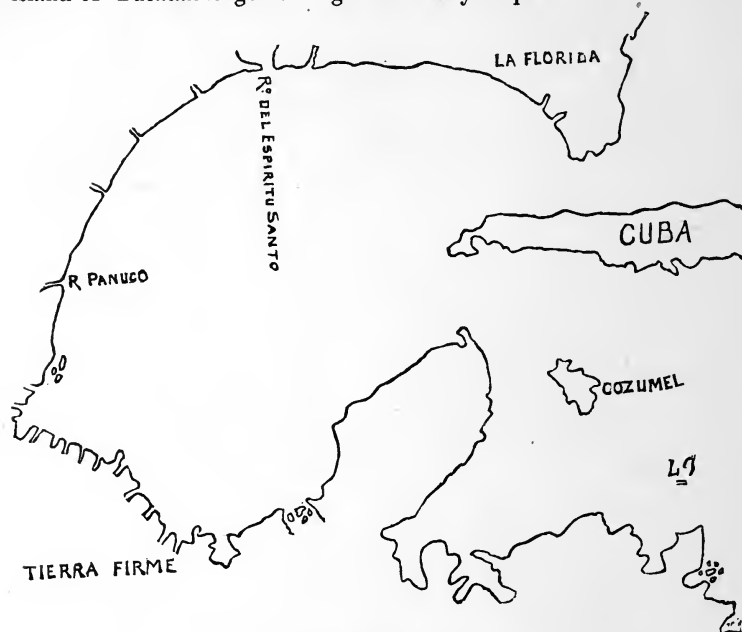 LA FLORIDA
Rº. DEL ESPIRITU SANTO
CUBA
R PANUCO
COZUMEL
TIERRA FIRME